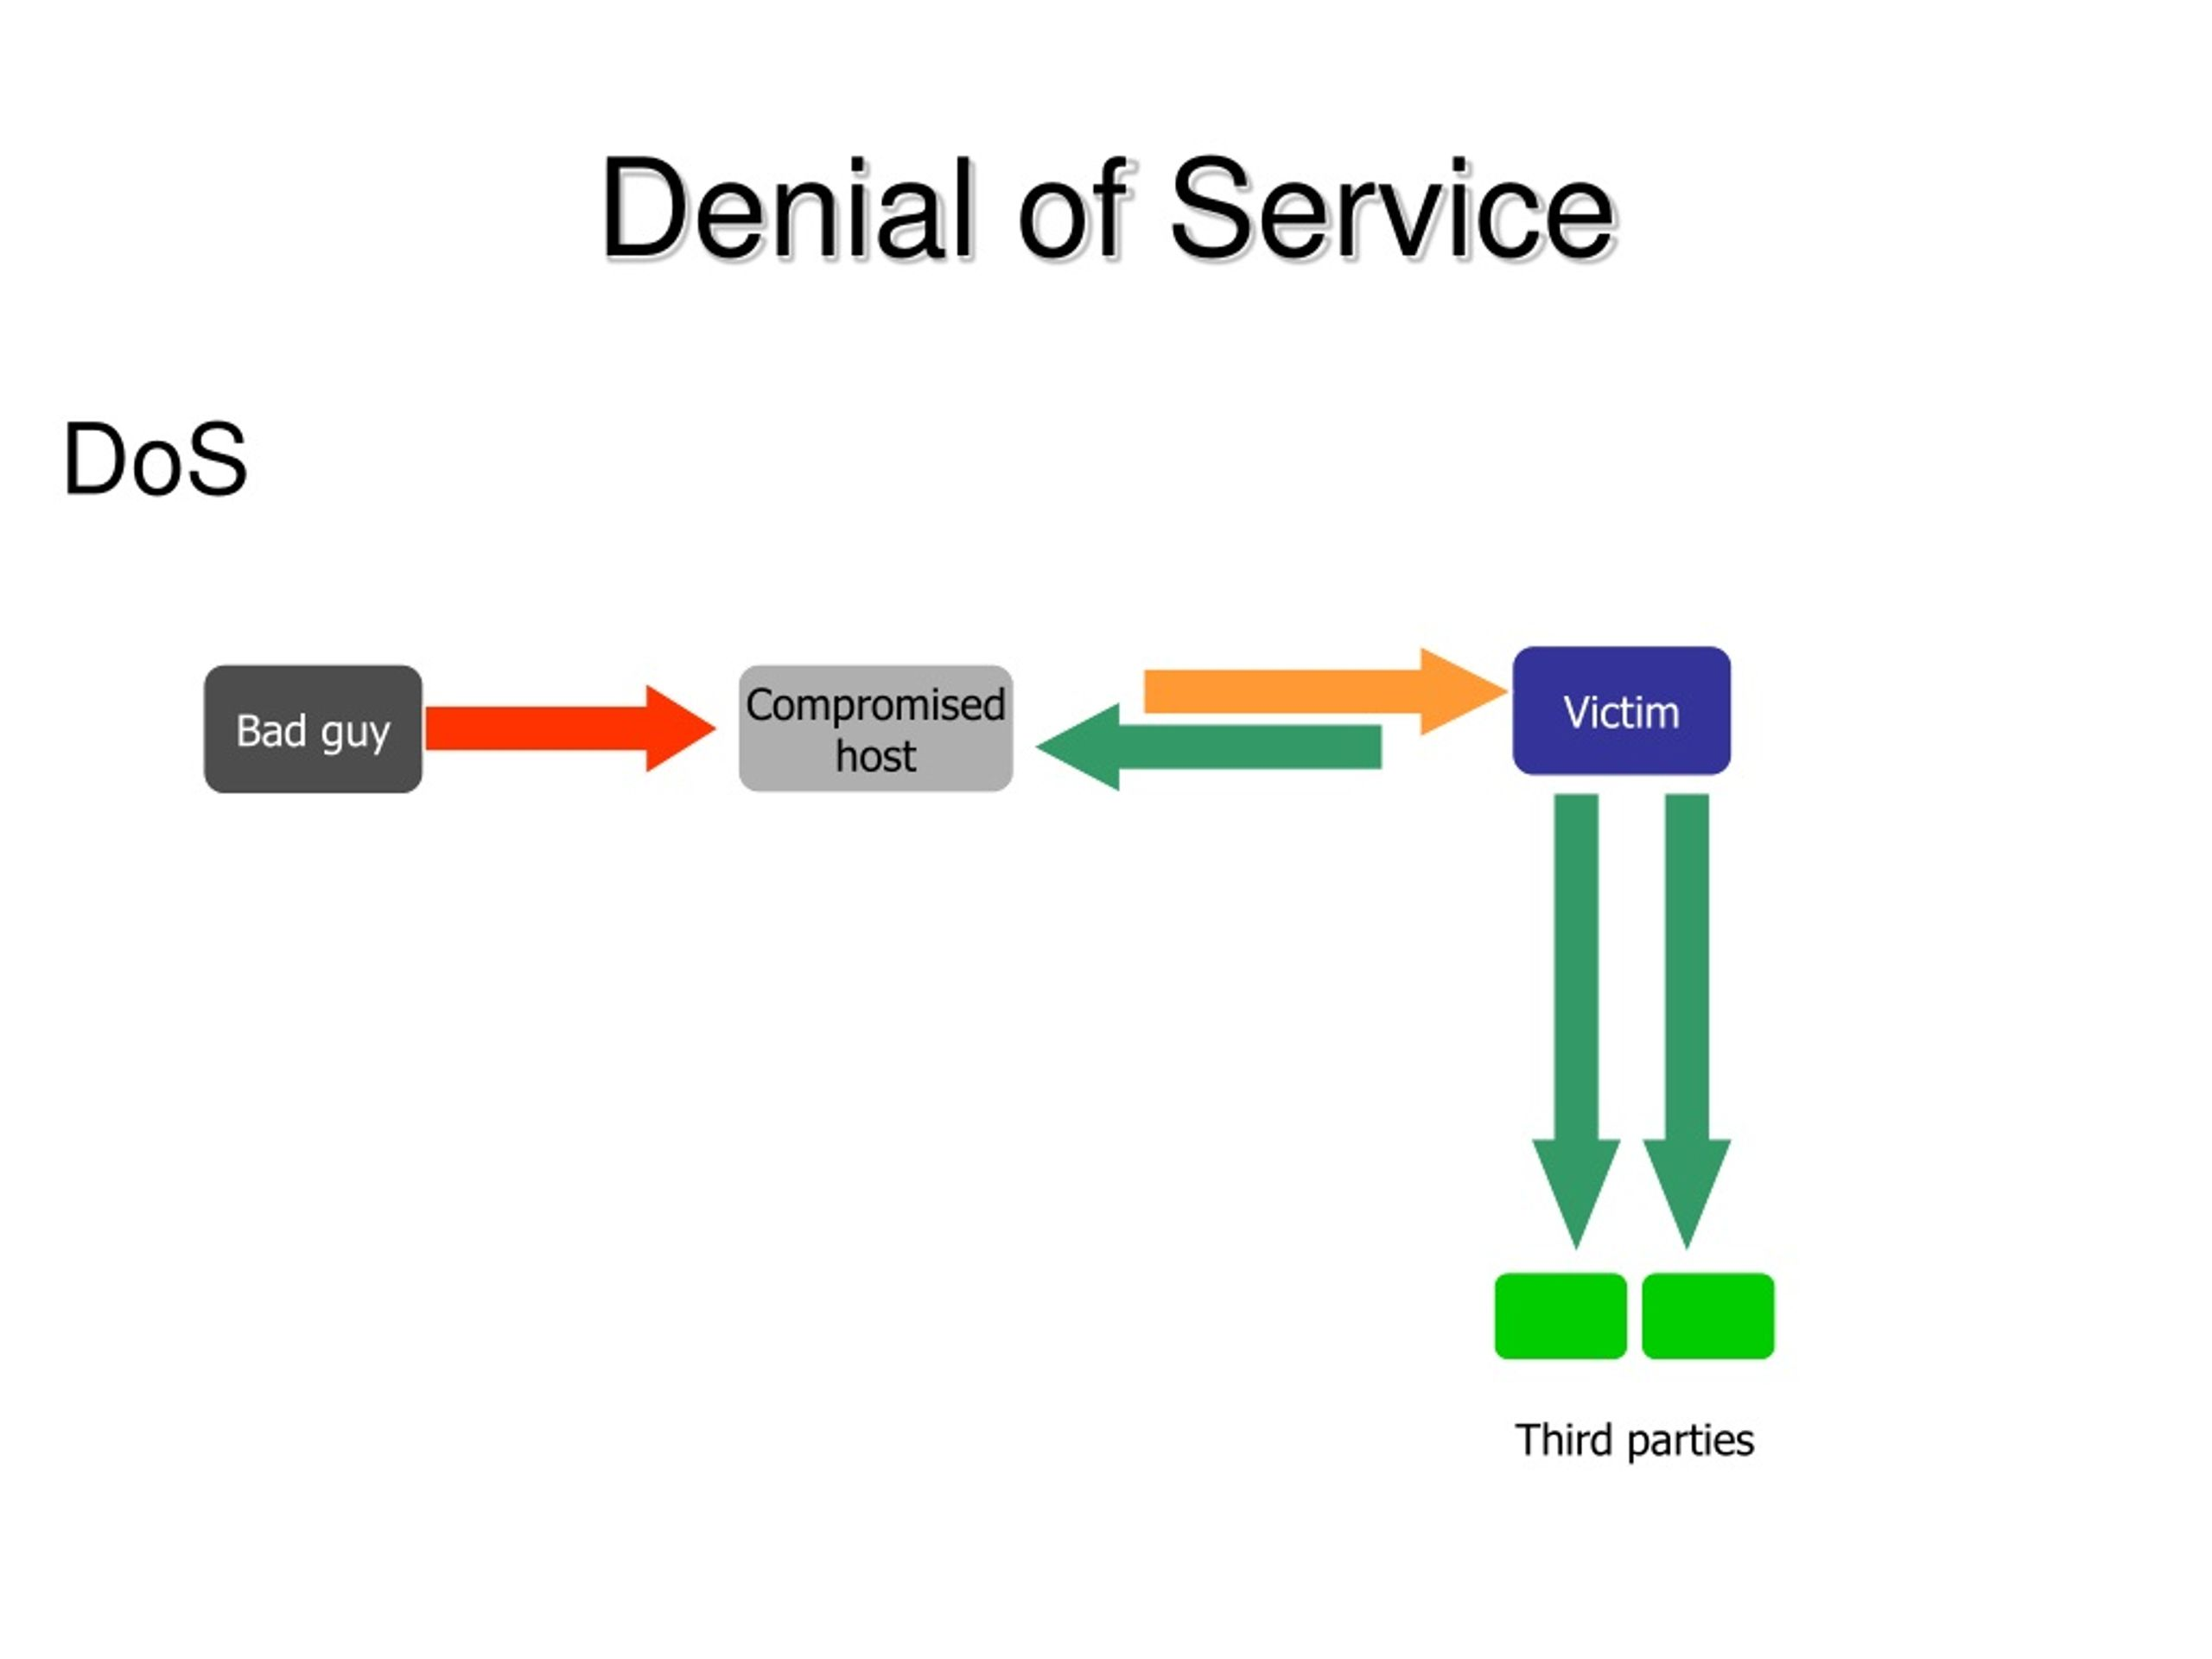 Denial of Service
DoS
Bad guy
Compromised
host
Victim
Third parties